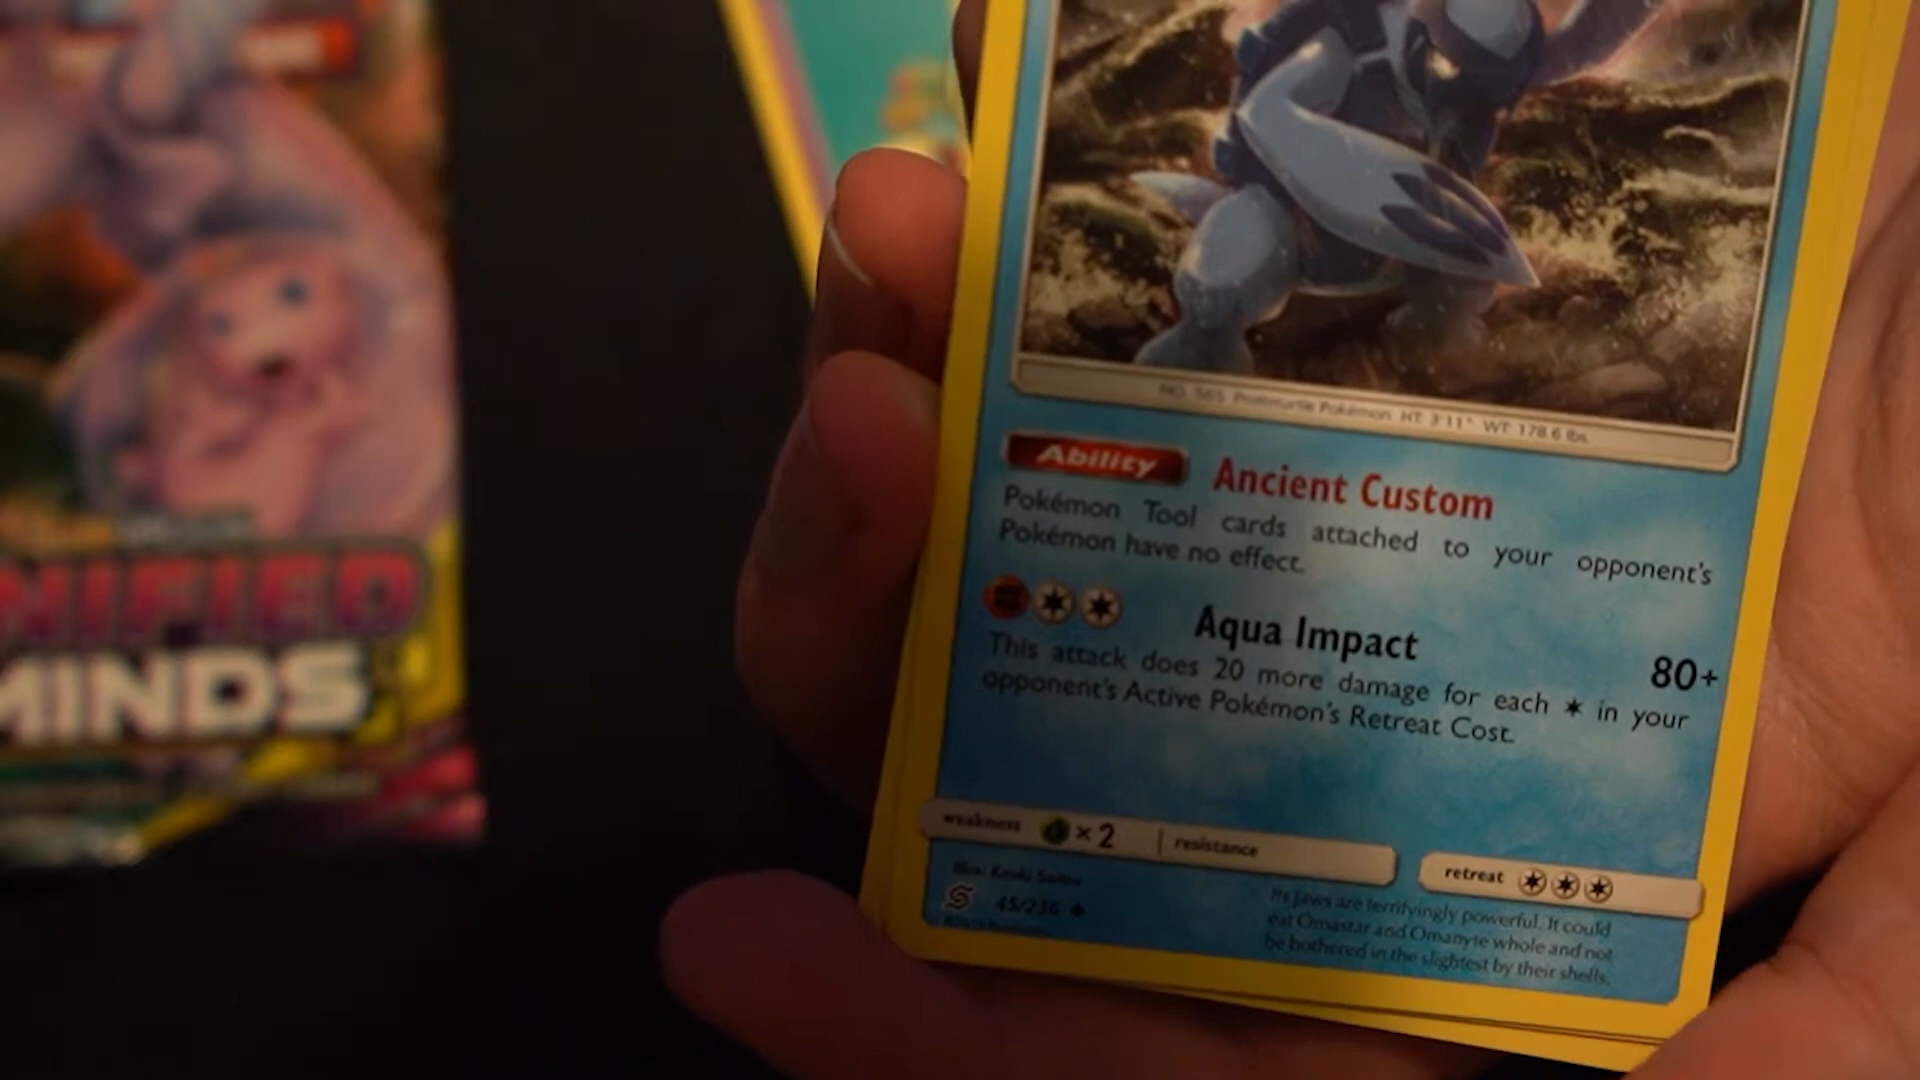 NIFIED
MINDS
NO. 565 Prototurtle Pokémon HT: 3'11" WT: 178.6 lbs.
Ability Ancient Custom
Pokémon Tool cards attached to your opponent's
Pokémon have no effect.
Aqua Impact 80+
This attack does 20 more damage for each in your
opponent's Active Pokémon's Retreat Cost.
weakness ×2 resistance
retreat
Illus. Kouki Saitou
45/236
Its jaws are terrifyingly powerful. It could
eat Omastar and Omanyte whole and not
be bothered in the slightest by their shells.